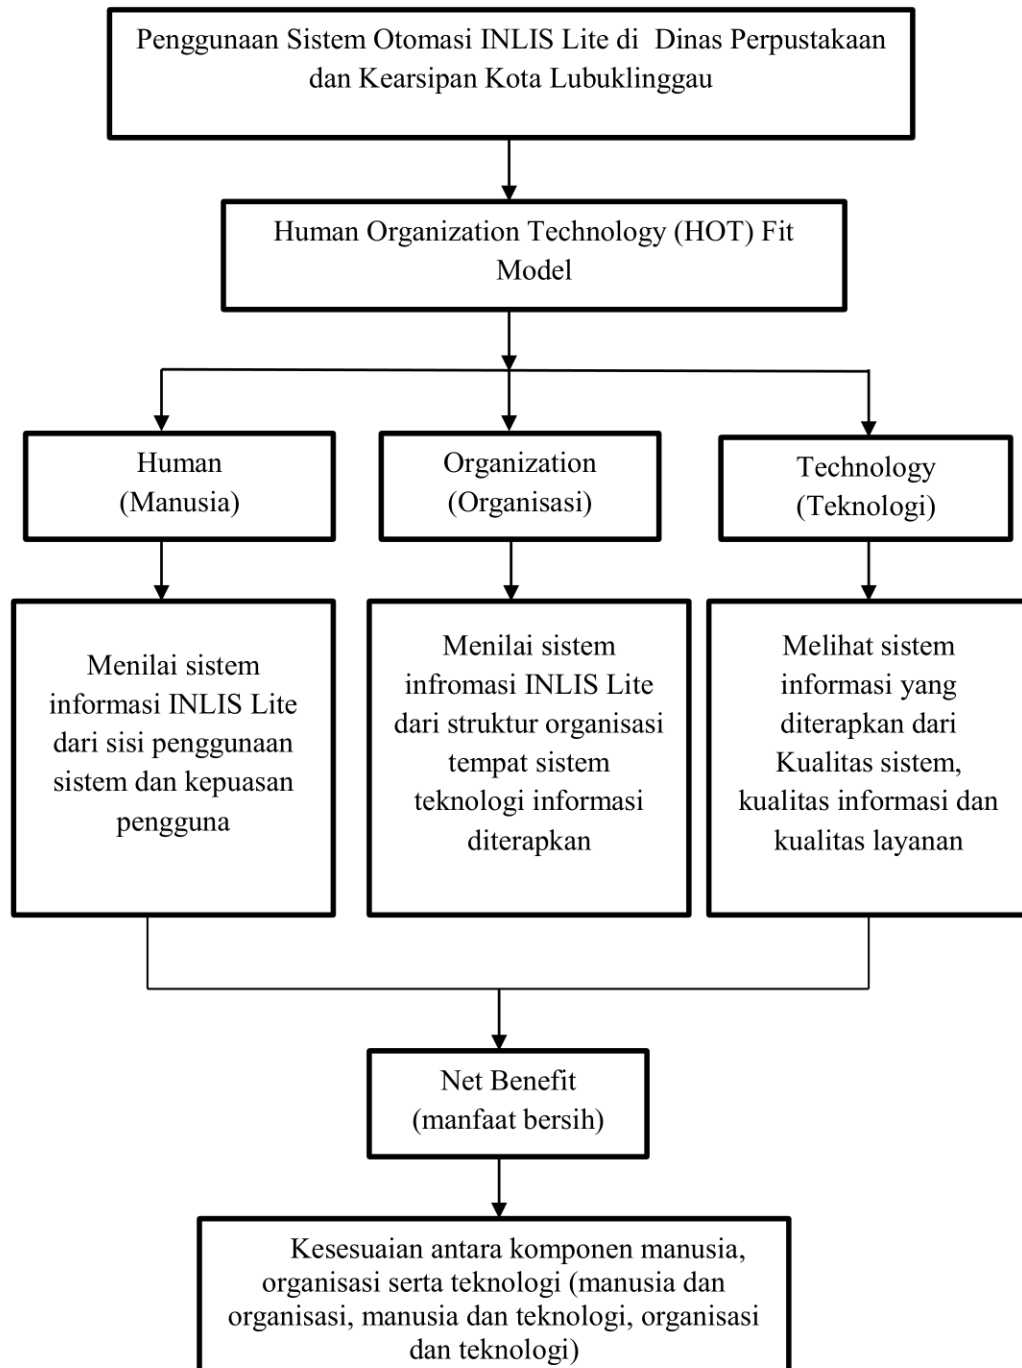 Penggunaan Sistem Otomasi INLIS Lite di Dinas Perpustakaan
dan Kearsipan Kota Lubuklinggau
Human Organization Technology (HOT) Fit
Model
Human
(Manusia)
Organization
(Organisasi)
Technology
(Teknologi)
Menilai sistem
informasi INLIS Lite
dari sisi penggunaan
sistem dan kepuasan
pengguna
Menilai sistem
infromasi INLIS Lite
dari struktur organisasi
tempat sistem
teknologi informasi
diterapkan
Melihat sistem
informasi yang
diterapkan dari
Kualitas sistem,
kualitas informasi dan
kualitas layanan
Net Benefit
(manfaat bersih)
Kesesuaian antara komponen manusia,
organisasi serta teknologi (manusia dan
organisasi, manusia dan teknologi, organisasi
dan teknologi)